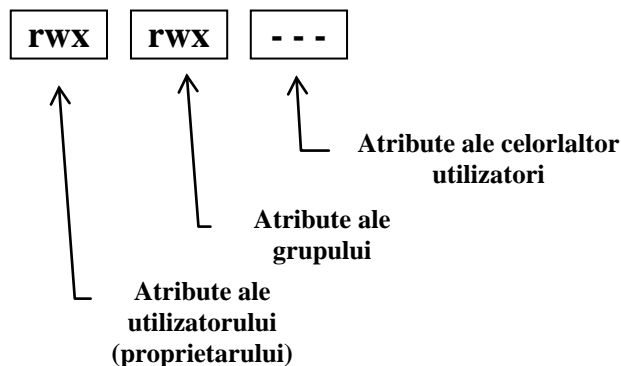 rwx rwx - - -
Atribute ale celorlaltor
utilizatori
Atribute ale
grupului
Atribute ale
utilizatorului
(proprietarului)